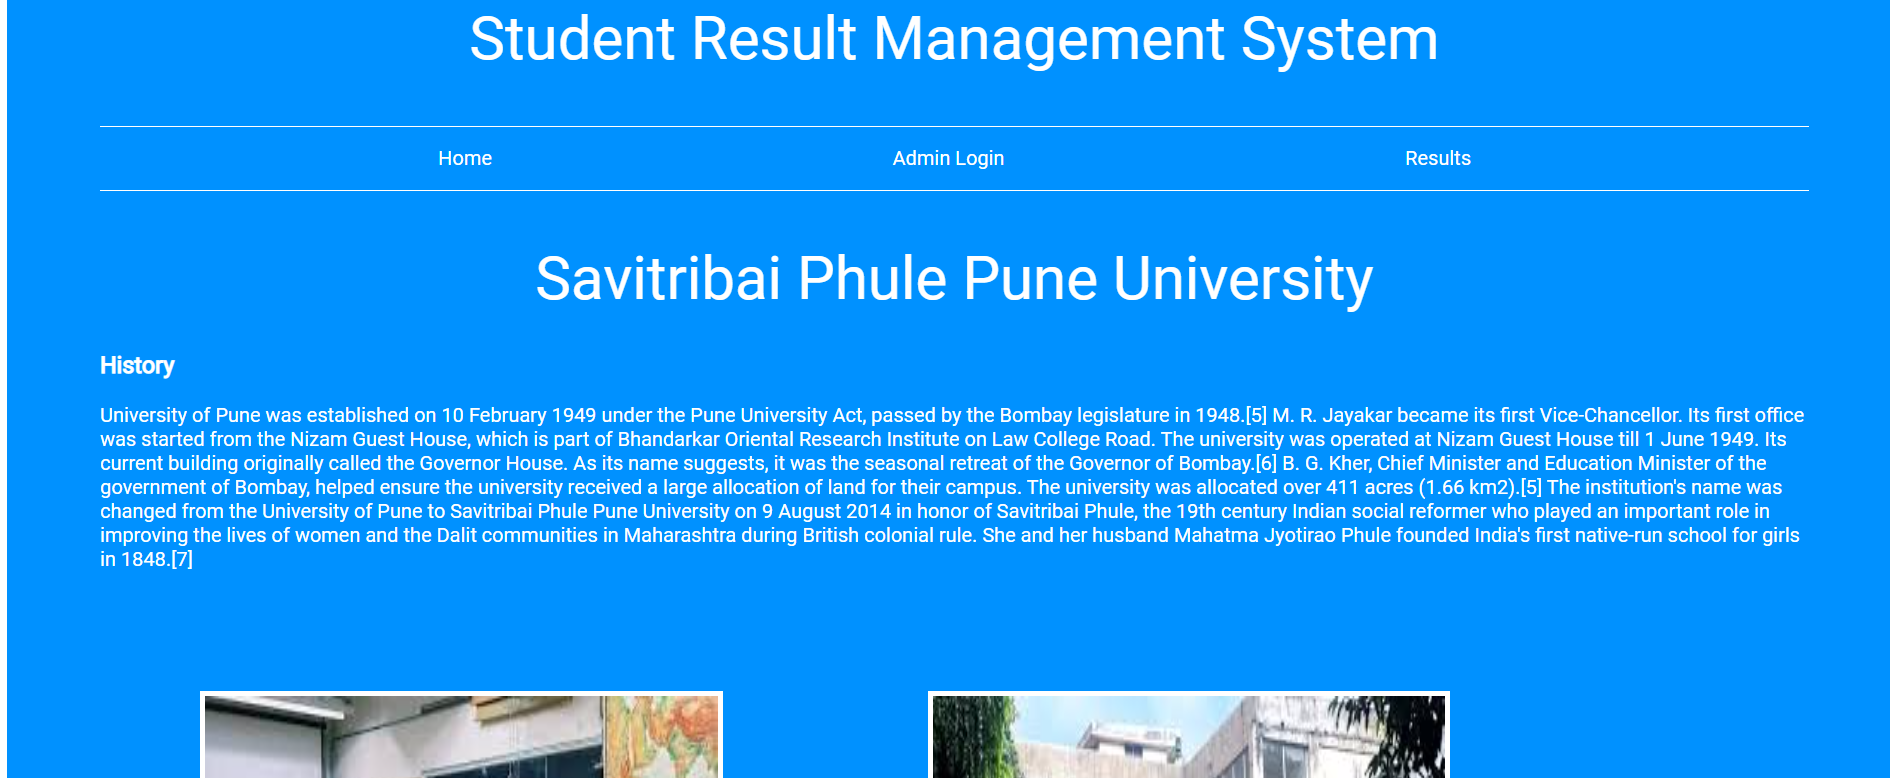 Student Result Management System
Home Admin Login Results
Savitribai Phule Pune University
History
University of Pune was established on 10 February 1949 under the Pune University Act, passed by the Bombay legislature in 1948.[5] M. R. Jayakar became its first Vice-Chancellor. Its first office
was started from the Nizam Guest House, which is part of Bhandarkar Oriental Research Institute on Law College Road. The university was operated at Nizam Guest House till 1 June 1949. Its
current building originally called the Governor House. As its name suggests, it was the seasonal retreat of the Governor of Bombay.[6] B. G. Kher, Chief Minister and Education Minister of the
government of Bombay, helped ensure the university received a large allocation of land for their campus. The university was allocated over 411 acres (1.66 km2).[5] The institution's name was
changed from the University of Pune to Savitribai Phule Pune University on 9 August 2014 in honor of Savitribai Phule, the 19th century Indian social reformer who played an important role in
improving the lives of women and the Dalit communities in Maharashtra during British colonial rule. She and her husband Mahatma Jyotirao Phule founded India's first native-run school for girls
in 1848.[7]